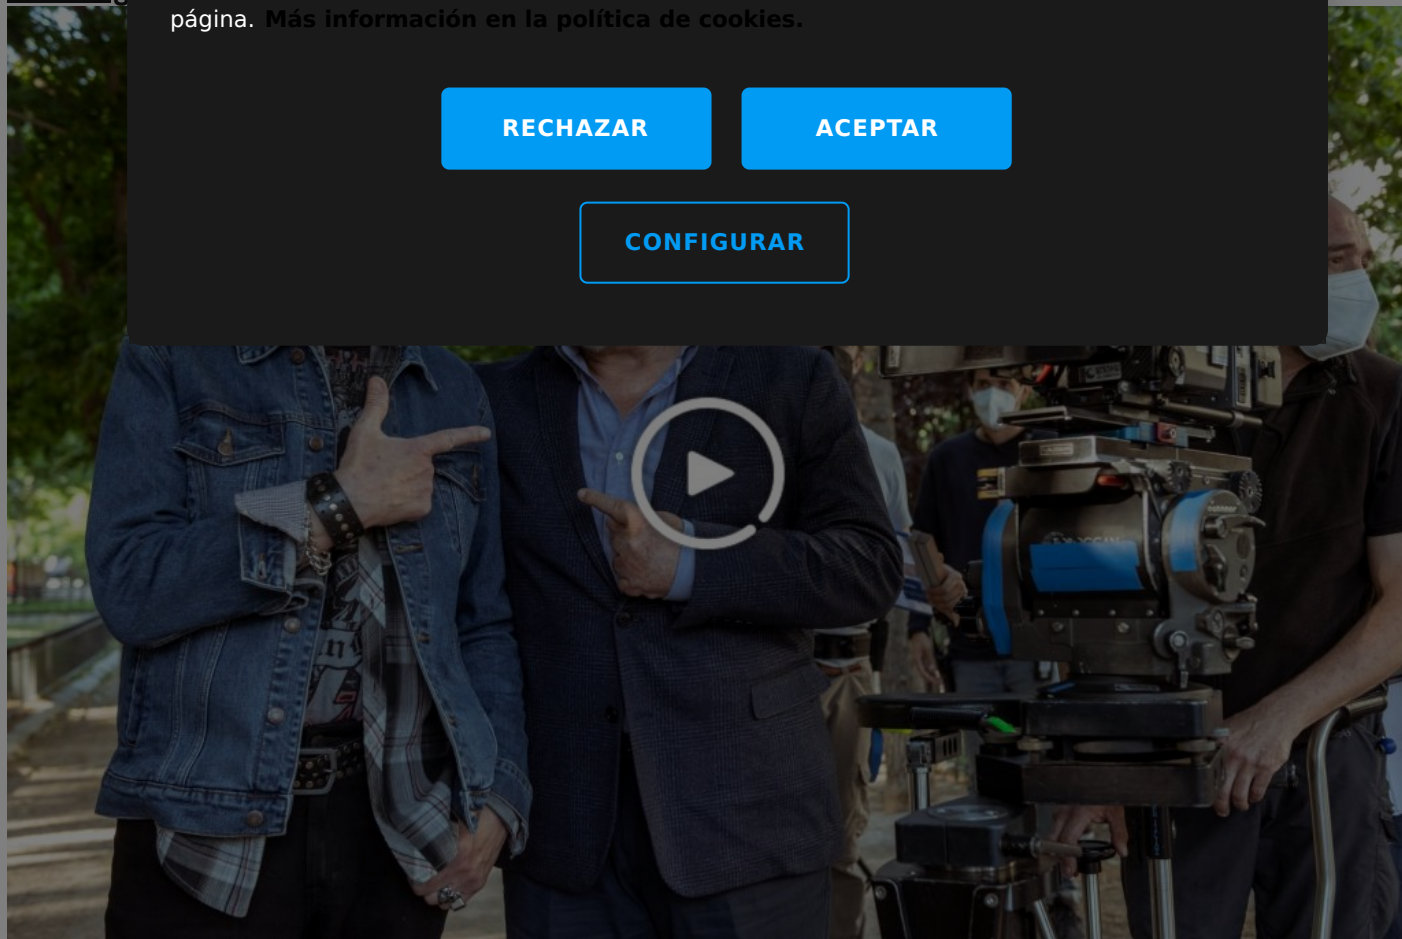 página. Más información en la política de cookies.
RECHAZAR
ACEPTAR
CONFIGURAR